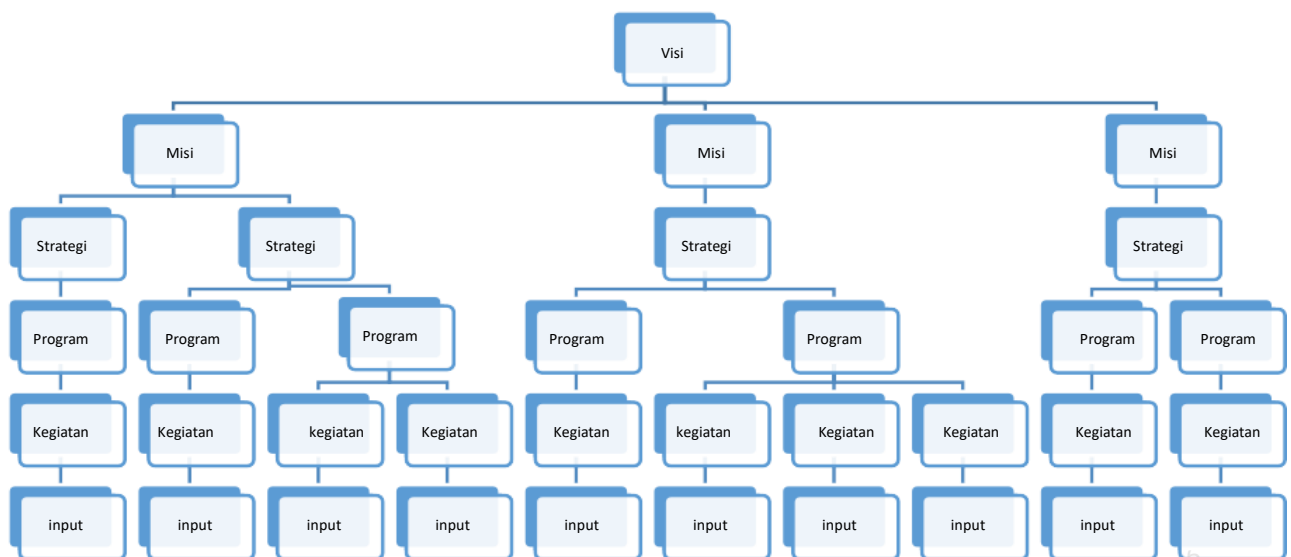 Visi
Misi
Misi
Misi
Strategi
Strategi
Strategi
Strategi
Program
Program
Program
Program
Program
Program
Program
Kegiatan
Kegiatan
kegiatan
Kegiatan
Kegiatan
kegiatan
Kegiatan
Kegiatan
Kegiatan
Kegiatan
input
input
input
input
input
input
input
input
input
input